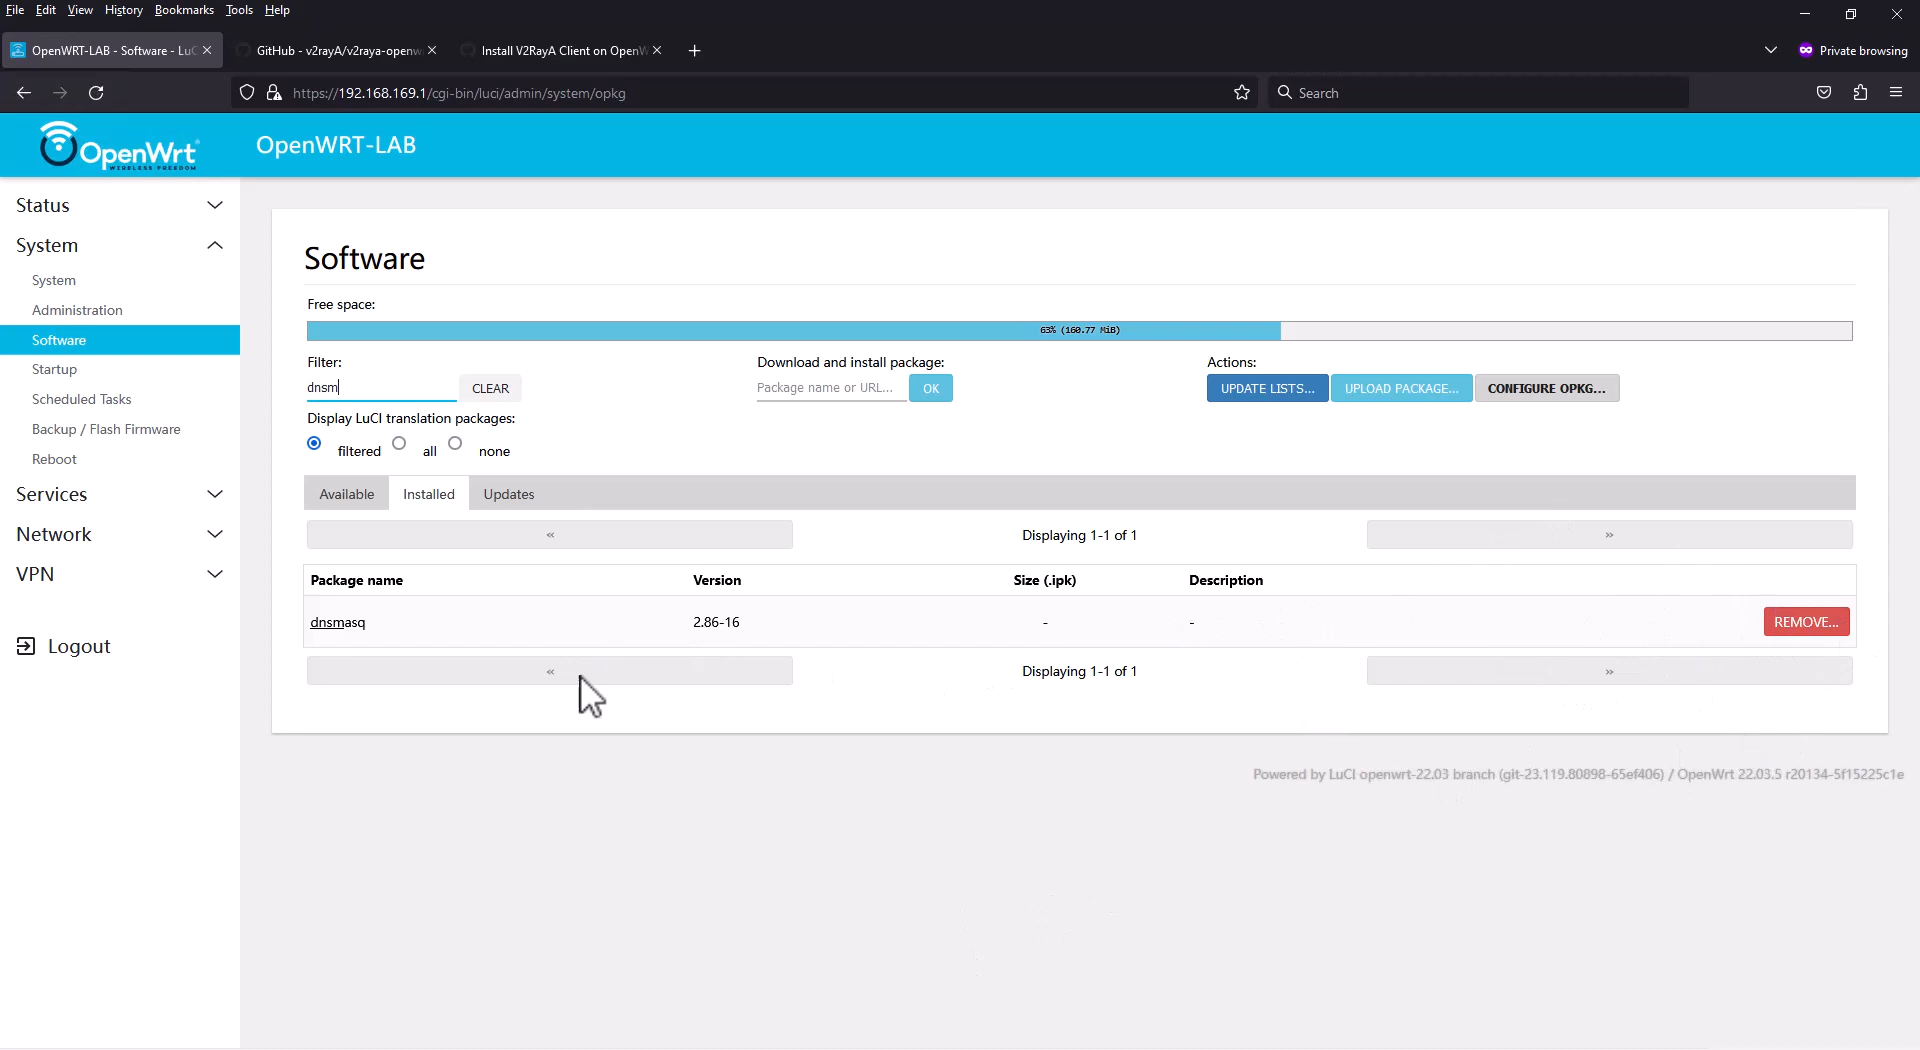 File Edit View History Bookmarks Tools Help
OpenWRT-LAB - Software - LuC
GitHub - v2rayA/v2raya-openw
Install V2RayA Client on OpenW
Private browsing
https://192.168.169.1/cgi-bin/luci/admin/system/opkg
Search
OpenWrt
WIRELESS FREEDOM
OpenWRT-LAB
Status
System
System
Administration
Software
Startup
Scheduled Tasks
Backup / Flash Firmware
Reboot
Services
Network
VPN
Logout
Software
Free space:
63% (160.77 MiB)
Filter:
Download and install package:
Actions:
dnsm
CLEAR
Package name or URL...
OK
UPDATE LISTS...
UPLOAD PACKAGE...
CONFIGURE OPKG...
Display LuCI translation packages:
filtered all none
Available Installed Updates
« Displaying 1-1 of 1 »
Package name Version Size (.ipk) Description
dnsmasq 2.86-16 - - REMOVE...
« Displaying 1-1 of 1 »
Powered by LuCI openwrt-22.03 branch (git-23.119.80898-65ef406) / OpenWrt 22.03.5 r20134-5f15225c1e